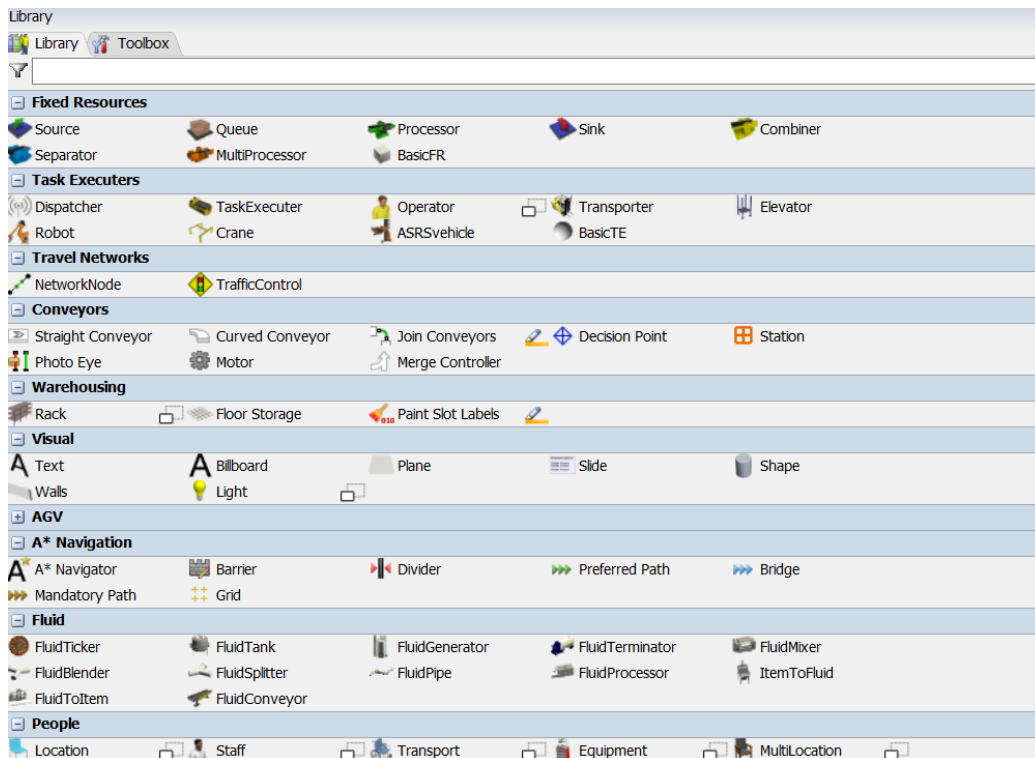 Library
Library Toolbox
Fixed Resources
Source Queue Processor Sink Combiner
Separator MultiProcessor BasicFR
Task Executers
Dispatcher TaskExecuter Operator Transporter Elevator
Robot Crane ASRSvehicle BasicTE
Travel Networks
NetworkNode TrafficControl
Conveyors
Straight Conveyor Curved Conveyor Join Conveyors Decision Point Station
Photo Eye Motor Merge Controller
Warehousing
Rack Floor Storage Paint Slot Labels
Visual
Text Billboard Plane Slide Shape
Walls Light
AGV
A* Navigation
A* Navigator Barrier Divider Preferred Path Bridge
Mandatory Path Grid
Fluid
FluidTicker FluidTank FluidGenerator FluidTerminator FluidMixer
FluidBlender FluidSplitter FluidPipe FluidProcessor ItemToFluid
FluidToItem FluidConveyor
People
Location Staff Transport Equipment MultiLocation